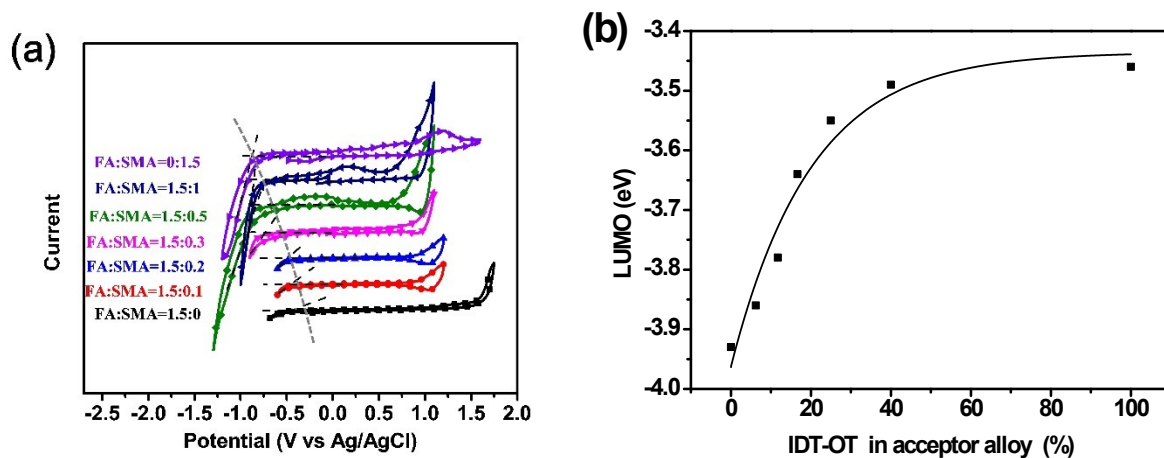 (a)
Current
FA:SMA=0:1.5
FA:SMA=1.5:1
FA:SMA=1.5:0.5
FA:SMA=1.5:0.3
FA:SMA=1.5:0.2
FA:SMA=1.5:0.1
FA:SMA=1.5:0
-2.5 -2.0 -1.5 -1.0 -0.5 0.0 0.5 1.0 1.5 2.0
Potential (V vs Ag/AgCl)
(b)
LUMO (eV)
-3.4
-3.5
-3.6
-3.7
-3.8
-3.9
-4.0
0 20 40 60 80 100
IDT-OT in acceptor alloy (%)